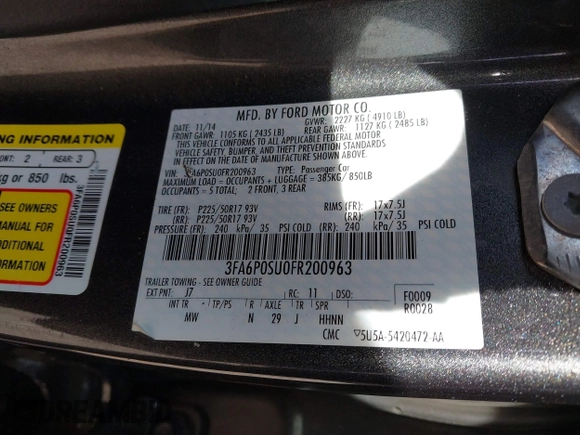 NG INFORMATION
ONT: 2 REAR: 3
kg or 850 lbs.
SEE OWNERS
MANUAL FOR
ADDITIONAL
FORMATION
3FA6P0SU0FR200963
MFD. BY FORD MOTOR CO.
DATE: 11/14 GVWR: 2227 KG ( 4910 LB)
FRONT GAWR: 1105 KG ( 2435 LB) REAR GAWR: 1127 KG ( 2485 LB)
THIS VEHICLE CONFORMS TO ALL APPLICABLE FEDERAL MOTOR
VEHICLE SAFETY, BUMPER, AND THEFT PREVENTION STANDARDS
IN EFFECT ON THE DATE OF MANUFACTURE SHOWN ABOVE.
VIN: 3FA6P0SU0FR200963 TYPE: Passenger Car
MAXIMUM LOAD = OCCUPANTS + LUGGAGE = 385KG/850LB
OCCUPANTS = 5 TOTAL; 2 FRONT, 3 REAR
TIRE (FR): P225/50R17 93V RIMS (FR): 17x7.5J
(RR): P225/50R17 93V (RR): 17x7.5J
PRESSURE (FR): 240 kPa/ 35 PSI COLD (RR): 240 kPa/ 35 PSI COLD
3FA6P0SU0FR200963
TRAILER TOWING - SEE OWNER GUIDE
EXT PNT: J7 RC: 11 DSO: F0009
INT TR TP/PS R AXLE TR SPR R0028
MW N 29 J HHNN
CMC 5U5A-5420472-AA